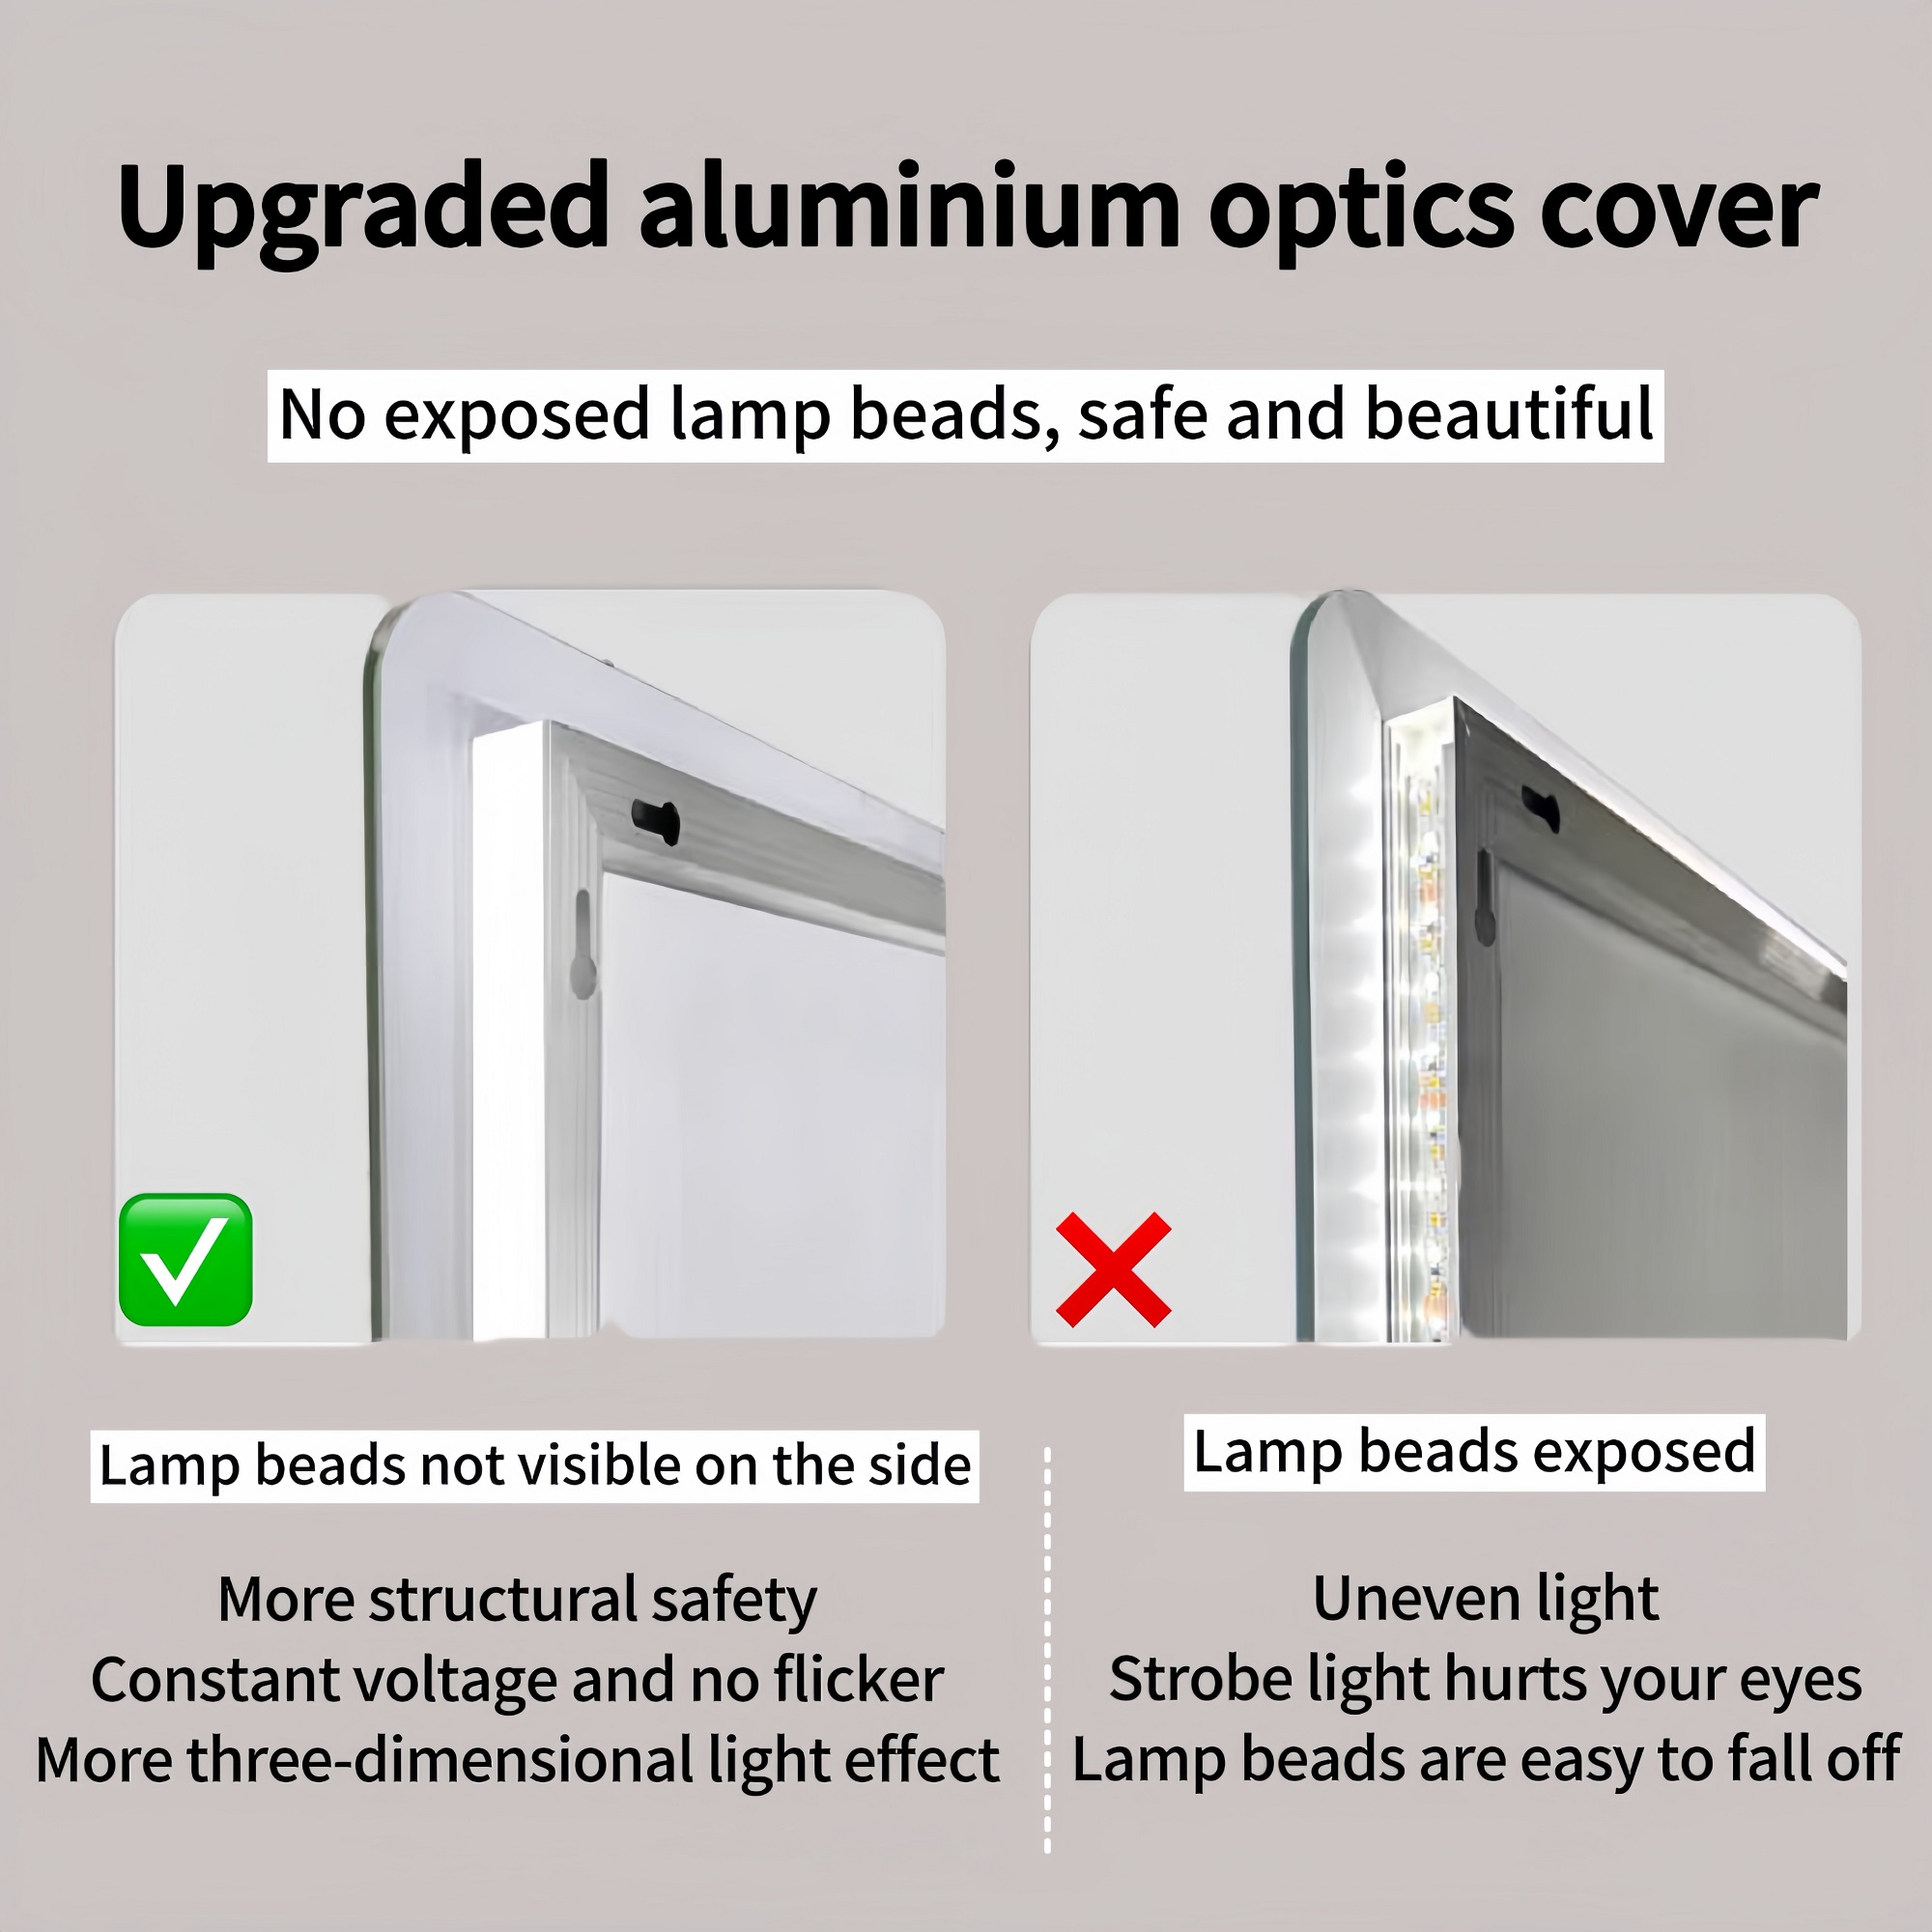 Upgraded aluminium optics cover
No exposed lamp beads, safe and beautiful
Lamp beads not visible on the side
More structural safety
Constant voltage and no flicker
More three-dimensional light effect
Lamp beads exposed
Uneven light
Strobe light hurts your eyes
Lamp beads are easy to fall off